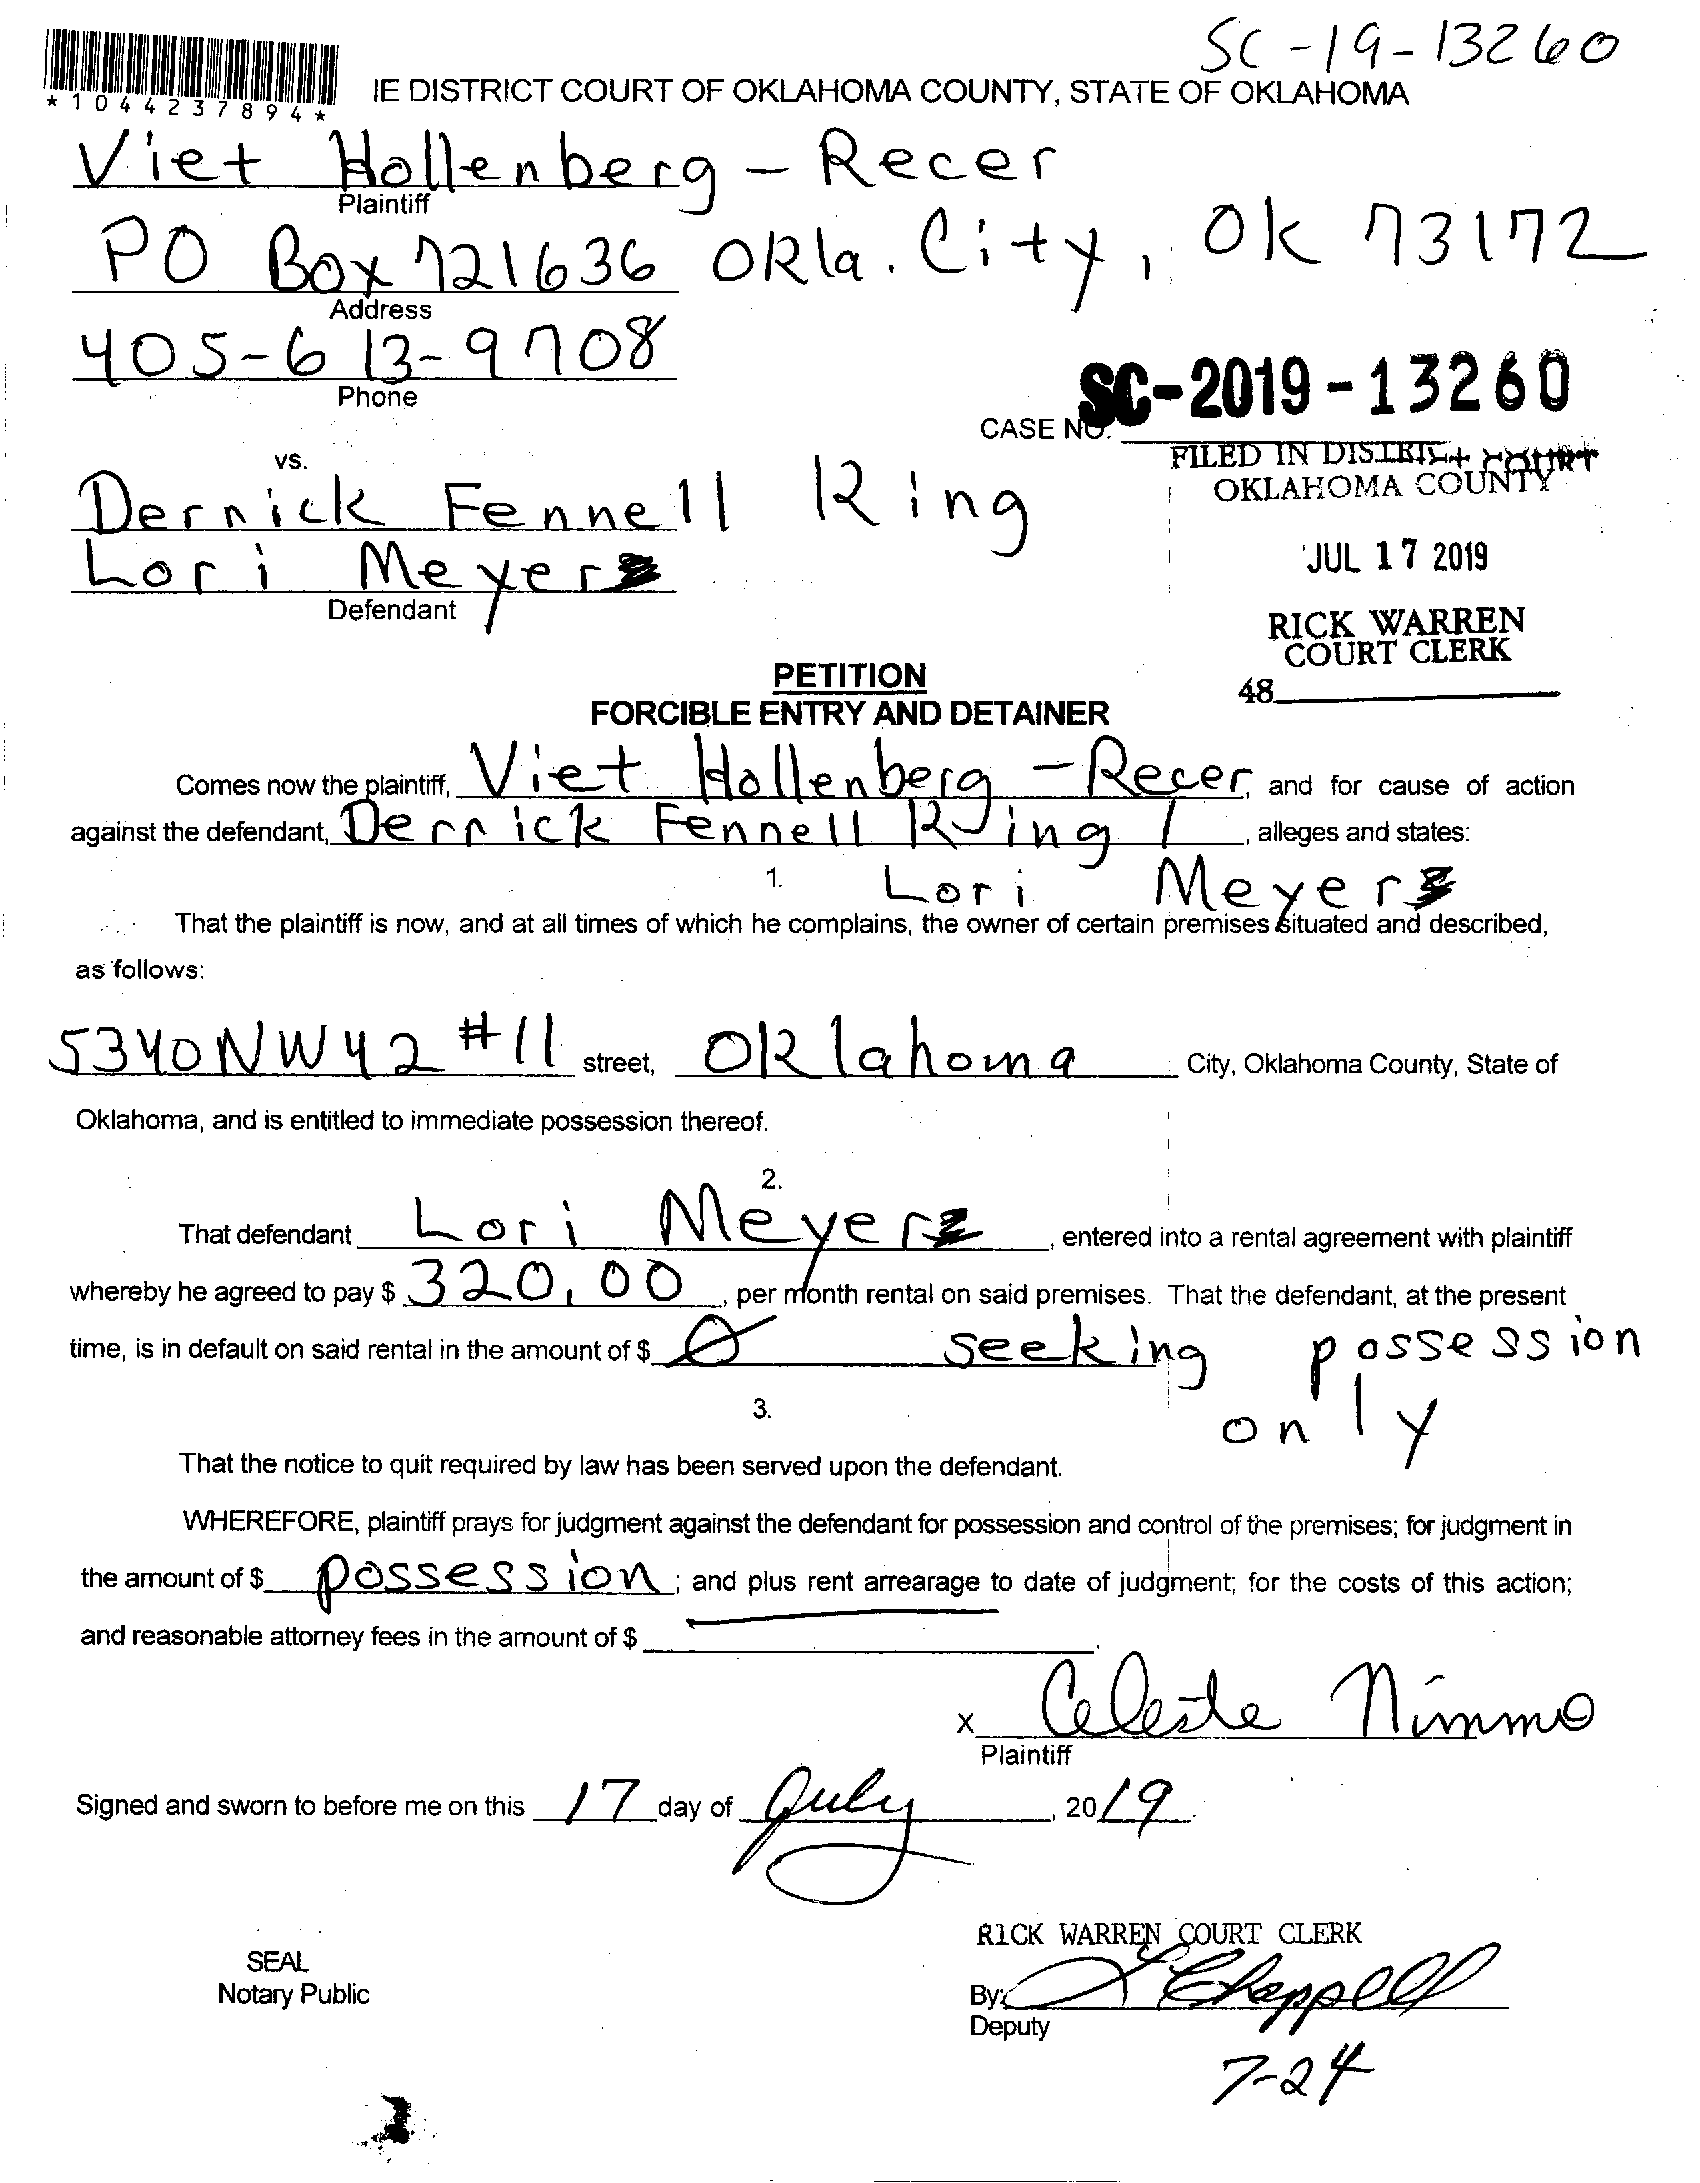 SC-19-13260
*1044237894*
IE DISTRICT COURT OF OKLAHOMA COUNTY, STATE OF OKLAHOMA
Viet Hollenberg - Recer
Plaintiff
PO Box 721636 Okla. City, Ok 73172
Address
405-613-9708
Phone
CASE NO. SC-2019-13260
FILED IN DISTRICT COURT
OKLAHOMA COUNTY
JUL 17 2019
RICK WARREN
COURT CLERK
48
vs.
Dernick Fennell King
Lori Meyer
Defendant
PETITION
FORCIBLE ENTRY AND DETAINER
Comes now the plaintiff, Viet Hollenberg - Recer, and for cause of action
against the defendant, Derrick Fennell King / , alleges and states:
1. Lori Meyer
That the plaintiff is now, and at all times of which he complains, the owner of certain premises situated and described,
as follows:
5340 NW 42 #11 street, Oklahoma City, Oklahoma County, State of
Oklahoma, and is entitled to immediate possession thereof.
2.
That defendant Lori Meyer, entered into a rental agreement with plaintiff
whereby he agreed to pay $ 320.00, per month rental on said premises. That the defendant, at the present
time, is in default on said rental in the amount of $ 0 seeking possession
only
3.
That the notice to quit required by law has been served upon the defendant.
WHEREFORE, plaintiff prays for judgment against the defendant for possession and control of the premises; for judgment in
the amount of $ possession; and plus rent arrearage to date of judgment; for the costs of this action;
and reasonable attorney fees in the amount of $ .
x Celeste Nimmo
Plaintiff
Signed and sworn to before me on this 17 day of July, 2019.
RICK WARREN COURT CLERK
SEAL
Notary Public
By: L Chappell
Deputy
7-24